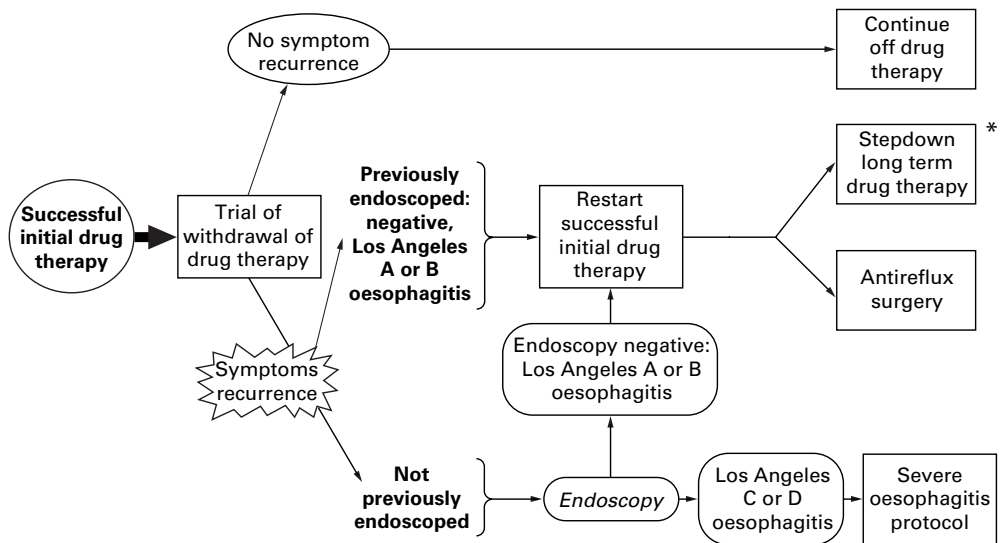 No symptom
recurrence
Continue
off drug
therapy
Successful
initial drug
therapy
Trial of
withdrawal of
drug therapy
Previously
endoscoped:
negative,
Los Angeles
A or B
oesophagitis
Restart
successful
initial drug
therapy
Stepdown
long term
drug therapy
*
Antireflux
surgery
Symptoms
recurrence
Endoscopy negative:
Los Angeles A or B
oesophagitis
Not
previously
endoscoped
Endoscopy
Los Angeles
C or D
oesophagitis
Severe
oesophagitis
protocol